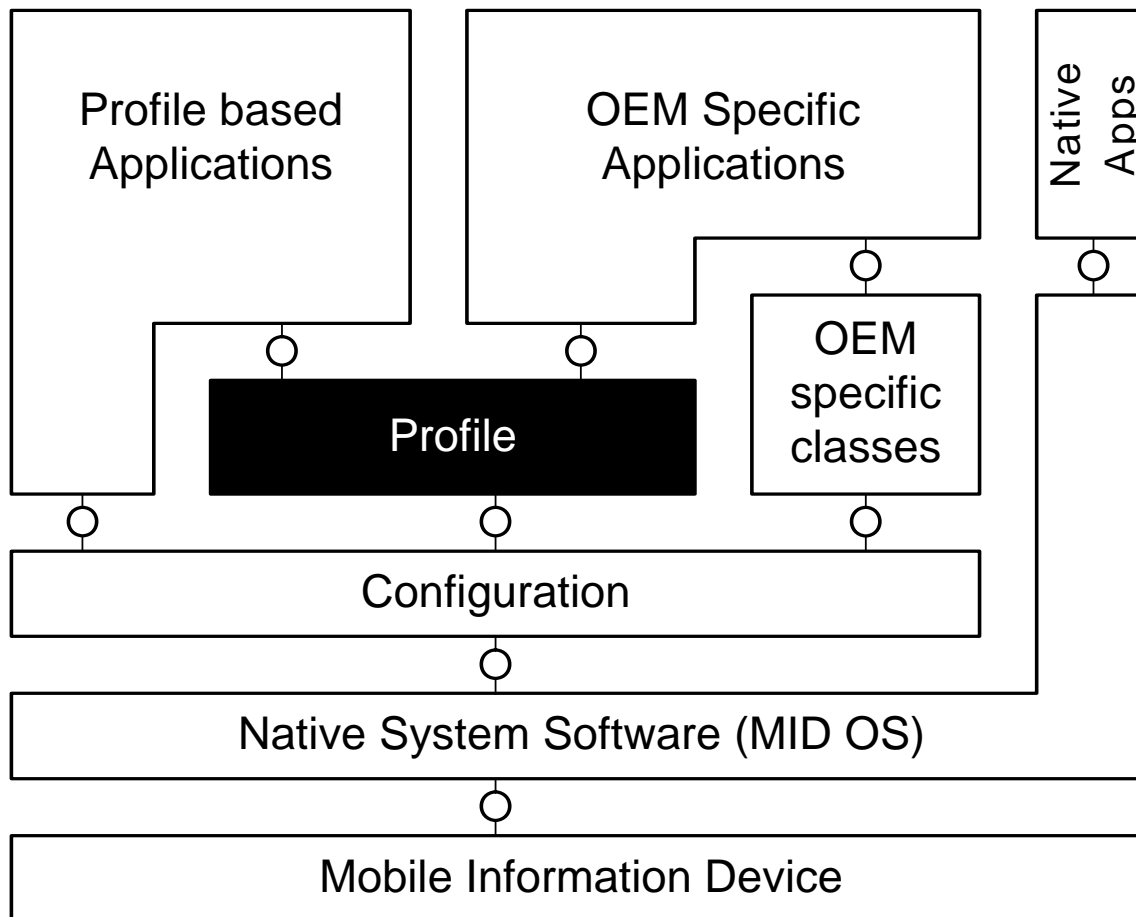 Profile based
Applications
OEM Specific
Applications
Native
Apps
OEM
specific
classes
Profile
Configuration
Native System Software (MID OS)
Mobile Information Device